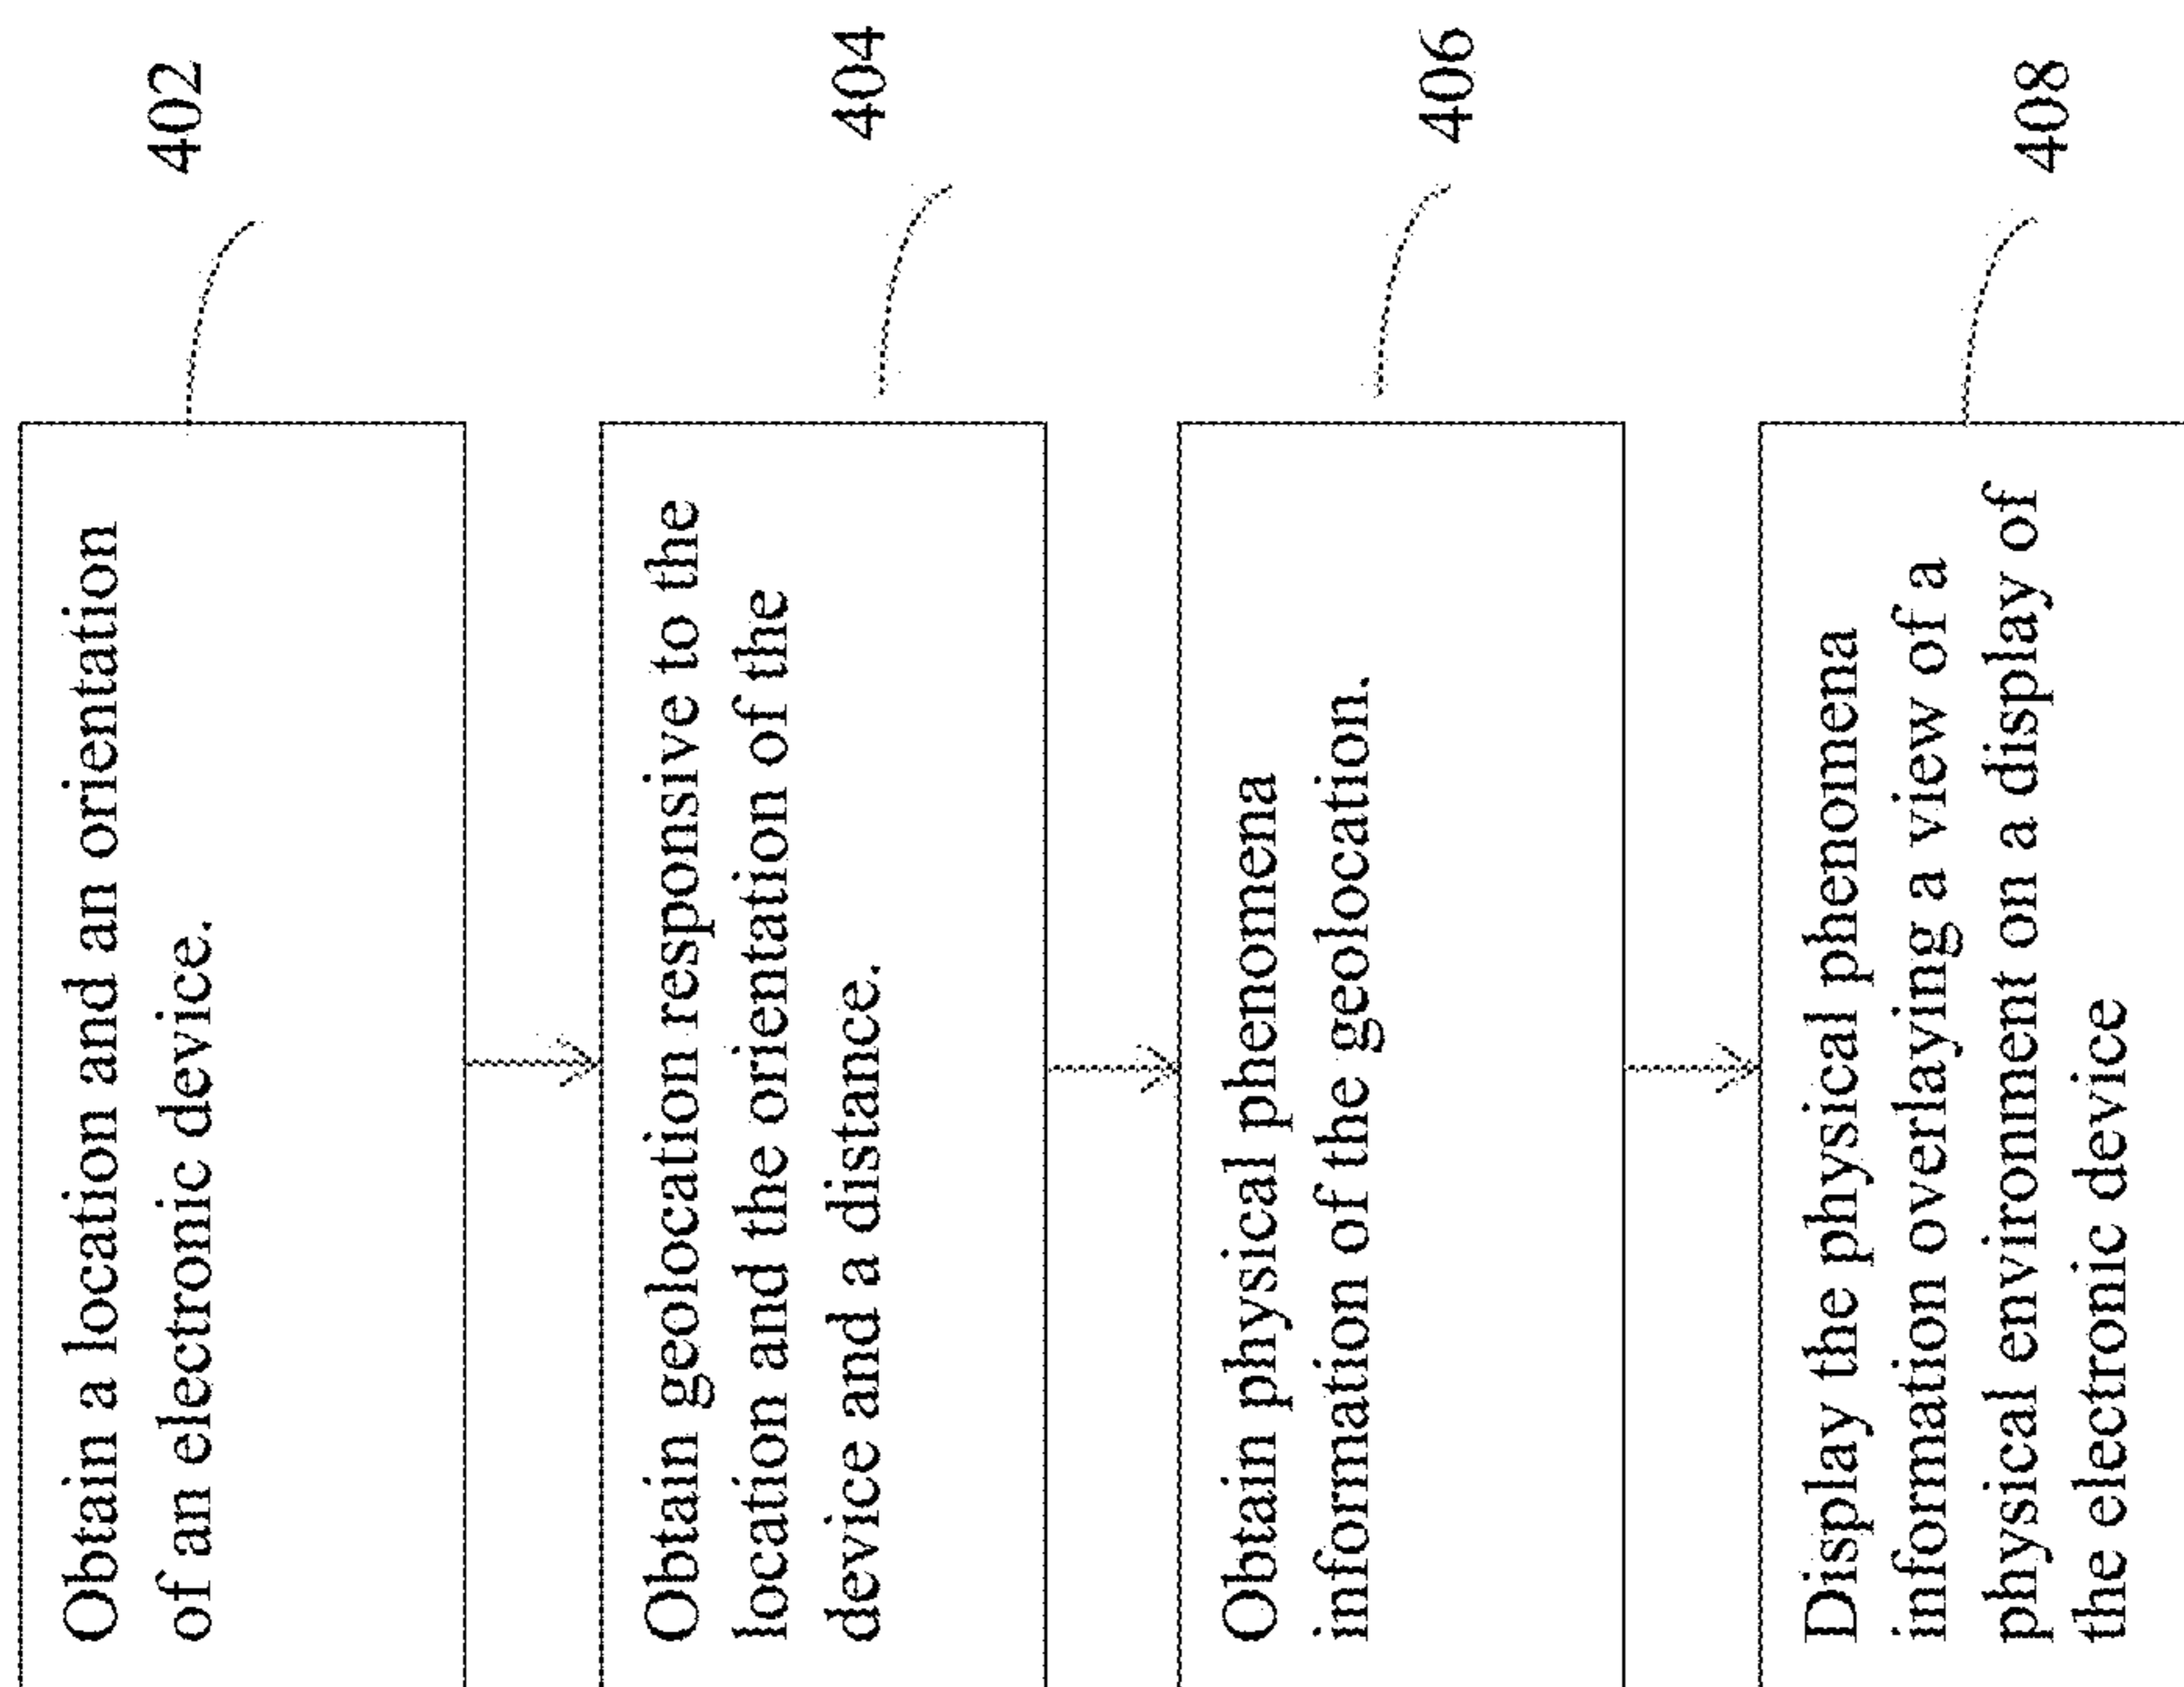 Obtain a location and an orientation
of an electronic device.
402
Obtain geolocation responsive to the
location and the orientation of the
device and a distance.
404
Obtain physical phenomena
information of the geolocation.
406
Display the physical phenomena
information overlaying a view of a
physical environment on a display of
the electronic device
408